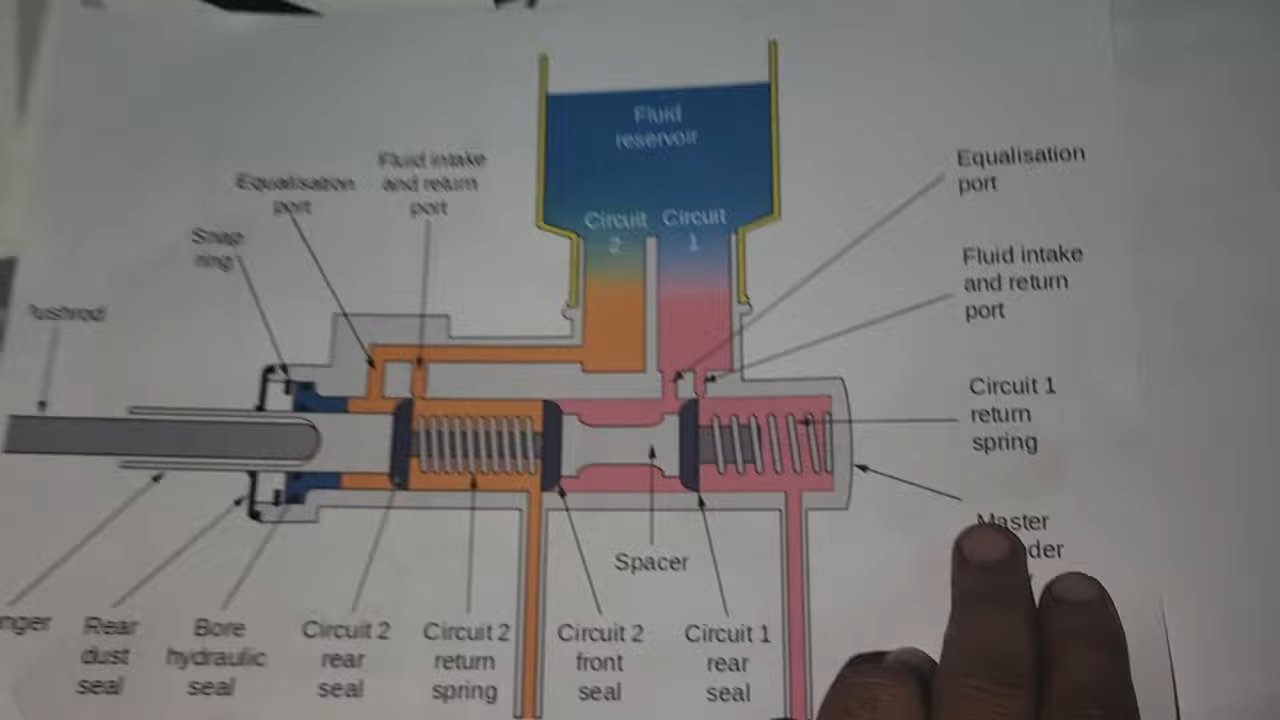 Fluid
reservoir
Circuit
2
Circuit
1
Fluid intake
and return
port
Equalisation
port
Snap
ring
Pushrod
Equalisation
port
Fluid intake
and return
port
Circuit 1
return
spring
Master
Spacer
Rear
dust
seal
Bore
hydraulic
seal
Circuit 2
rear
seal
Circuit 2
return
spring
Circuit 2
front
seal
Circuit 1
rear
seal